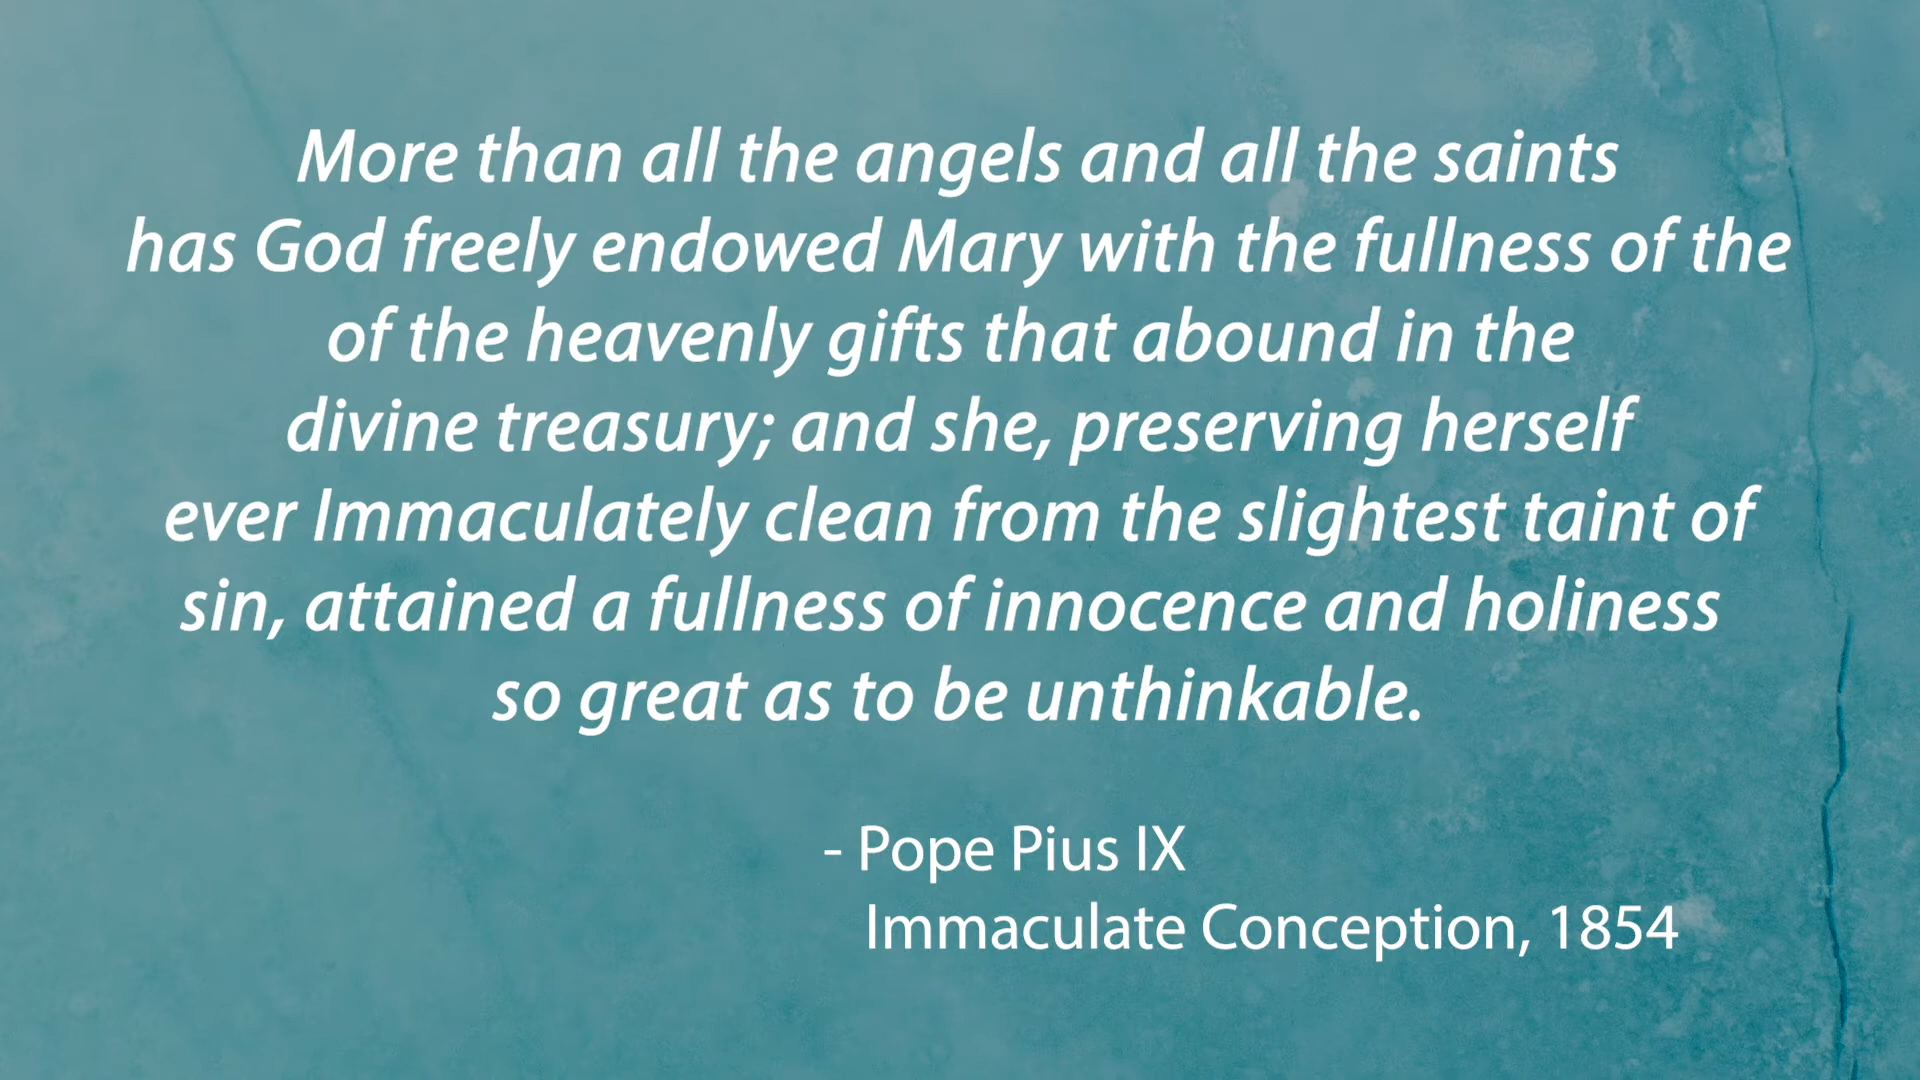 More than all the angels and all the saints
has God freely endowed Mary with the fullness of the
of the heavenly gifts that abound in the
divine treasury; and she, preserving herself
ever Immaculately clean from the slightest taint of
sin, attained a fullness of innocence and holiness
so great as to be unthinkable.
- Pope Pius IX
Immaculate Conception, 1854